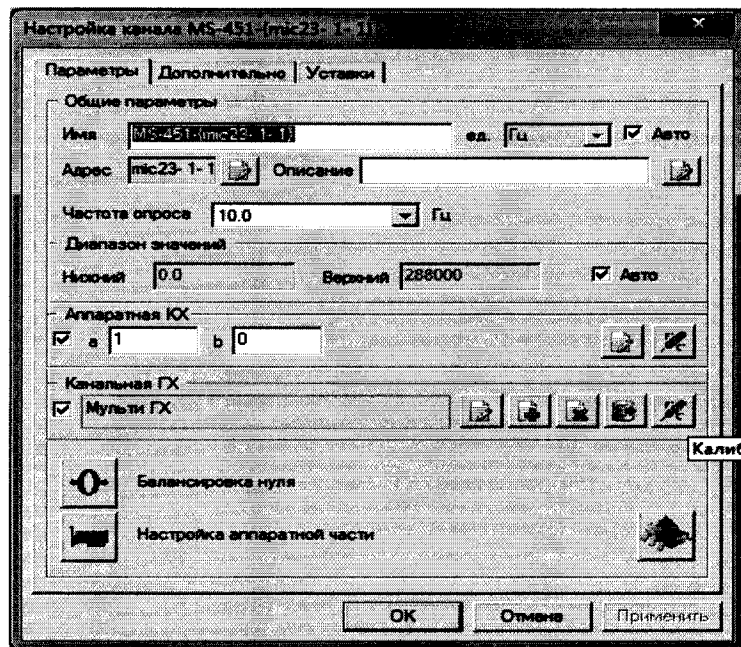 Настройка канала MS-451-{mic23- 1- 1}
Параметры Дополнительно Уставки
Общие параметры
Имя MS-451-{mic23- 1- 1} ед. Гц Авто
Адрес mic23- 1- 1 Описание
Частота опроса 10.0 Гц
Диапазон значений
Нижний 0.0 Верхний 288000 Авто
Аппаратная КХ
a 1 b 0
Канальная ГХ
Мульти ГХ
Калиб
Балансировка нуля
Настройка аппаратной части
OK Отмена Применить